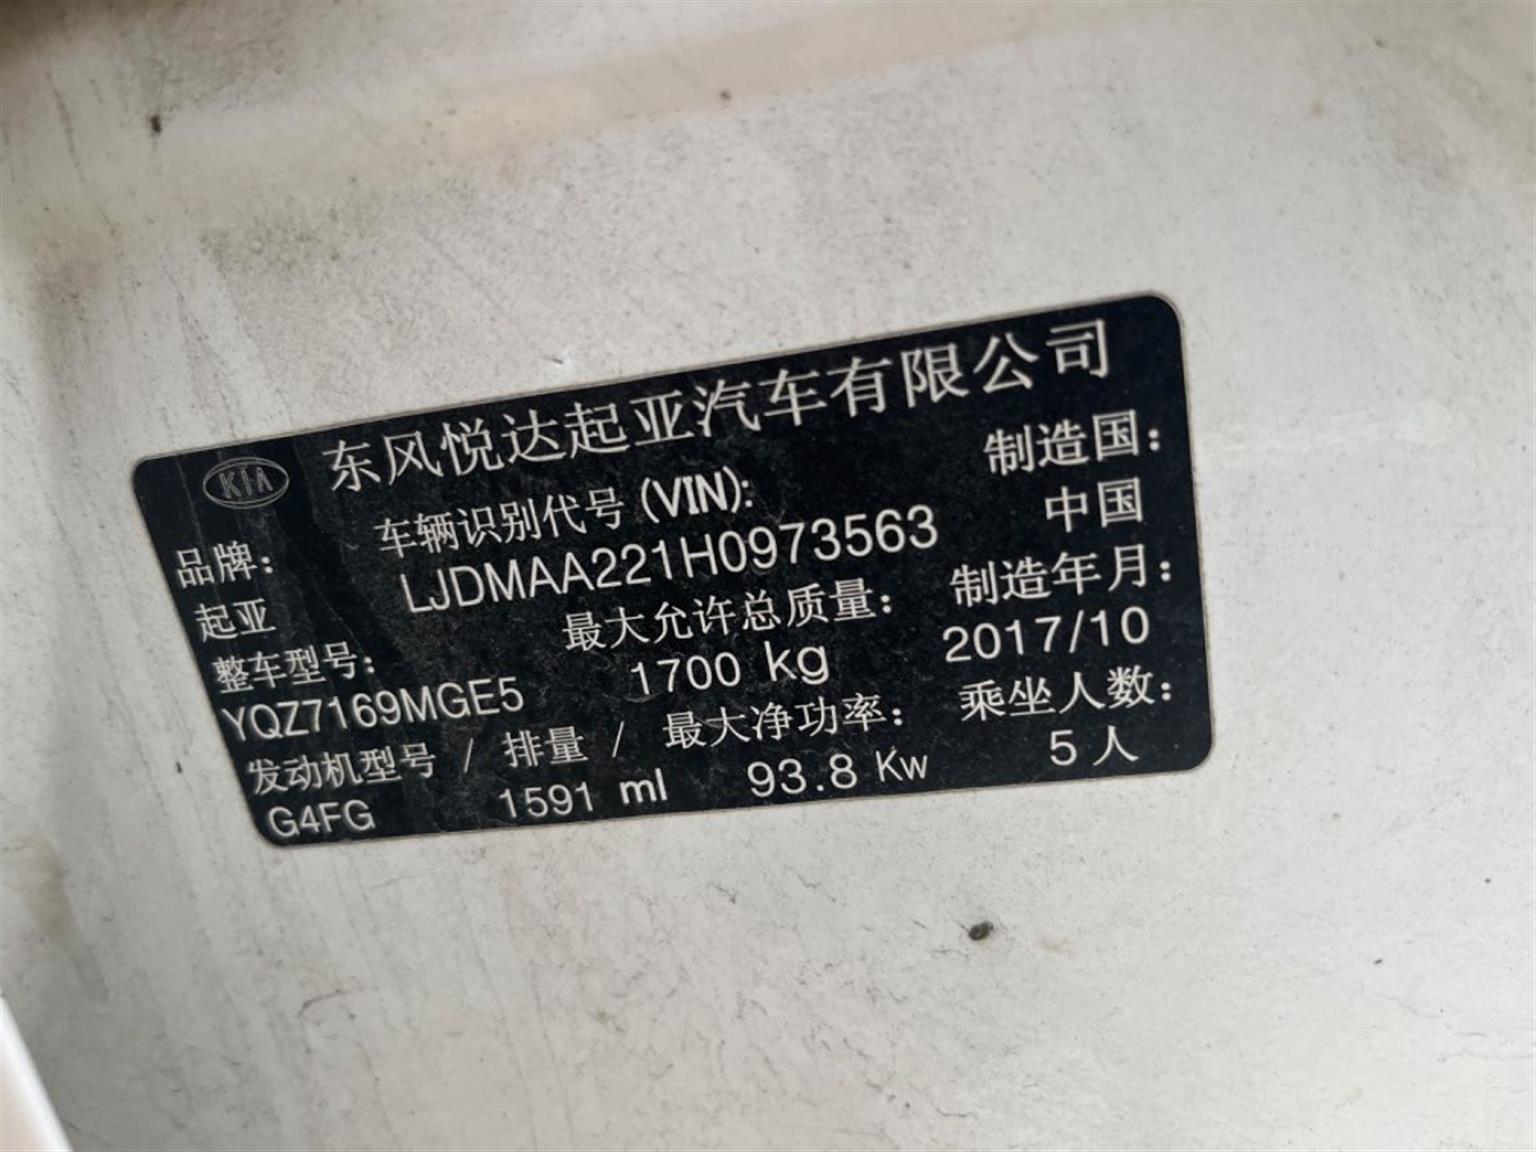 KIA 东风悦达起亚汽车有限公司
品牌： 车辆识别代号 (VIN): 制造国：
起亚 LJDMAA221H0973563 中国
整车型号： 最大允许总质量： 制造年月：
YQZ7169MGE5 1700 kg 2017/10
发动机型号 / 排量 / 最大净功率： 乘坐人数：
G4FG 1591 ml 93.8 Kw 5人